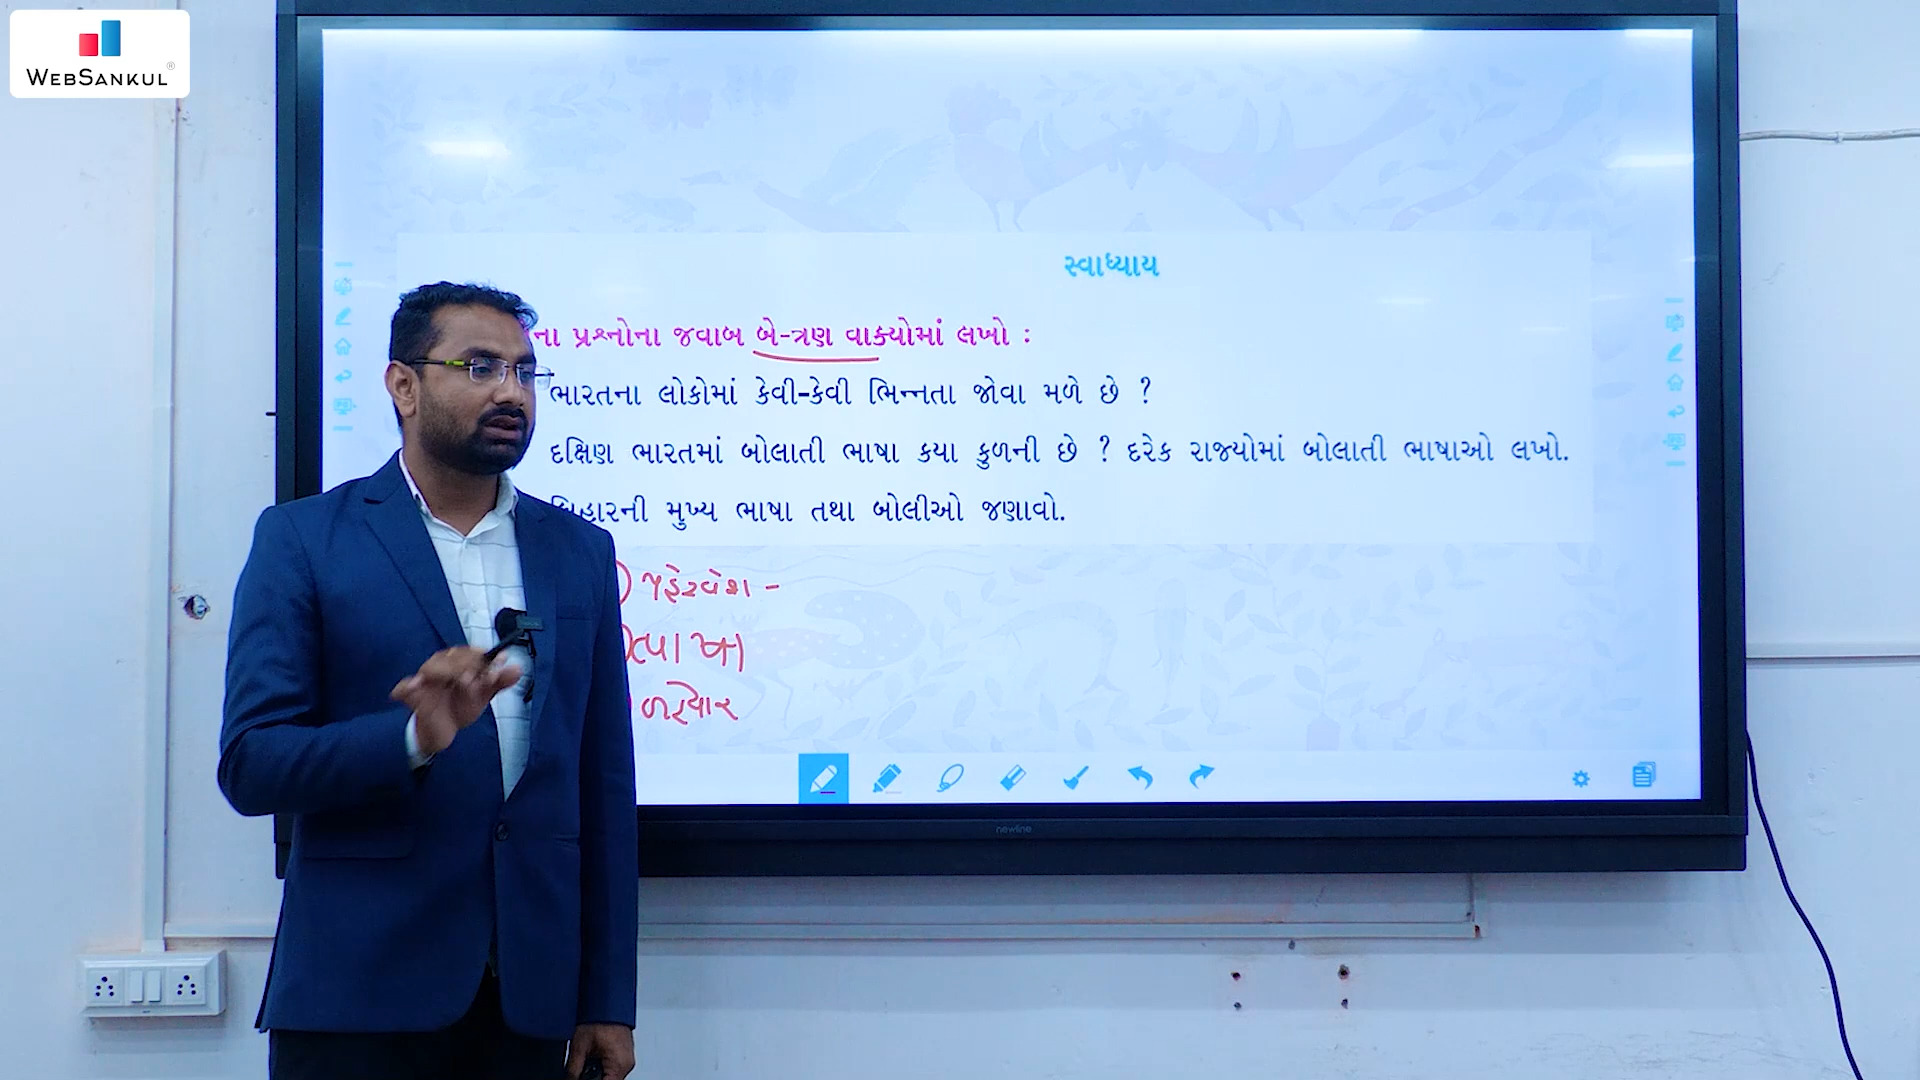 WEBSANKUL®
સ્વાધ્યાય
ના પ્રશ્નોના જવાબ બે-ત્રણ વાક્યોમાં લખો :
ભારતના લોકોમાં કેવી-કેવી ભિન્નતા જોવા મળે છે ?
દક્ષિણ ભારતમાં બોલાતી ભાષા કયા કુળની છે ? દરેક રાજ્યોમાં બોલાતી ભાષાઓ લખો.
બિહારની મુખ્ય ભાષા તથા બોલીઓ જણાવો.
પહેરવેશ -
newline